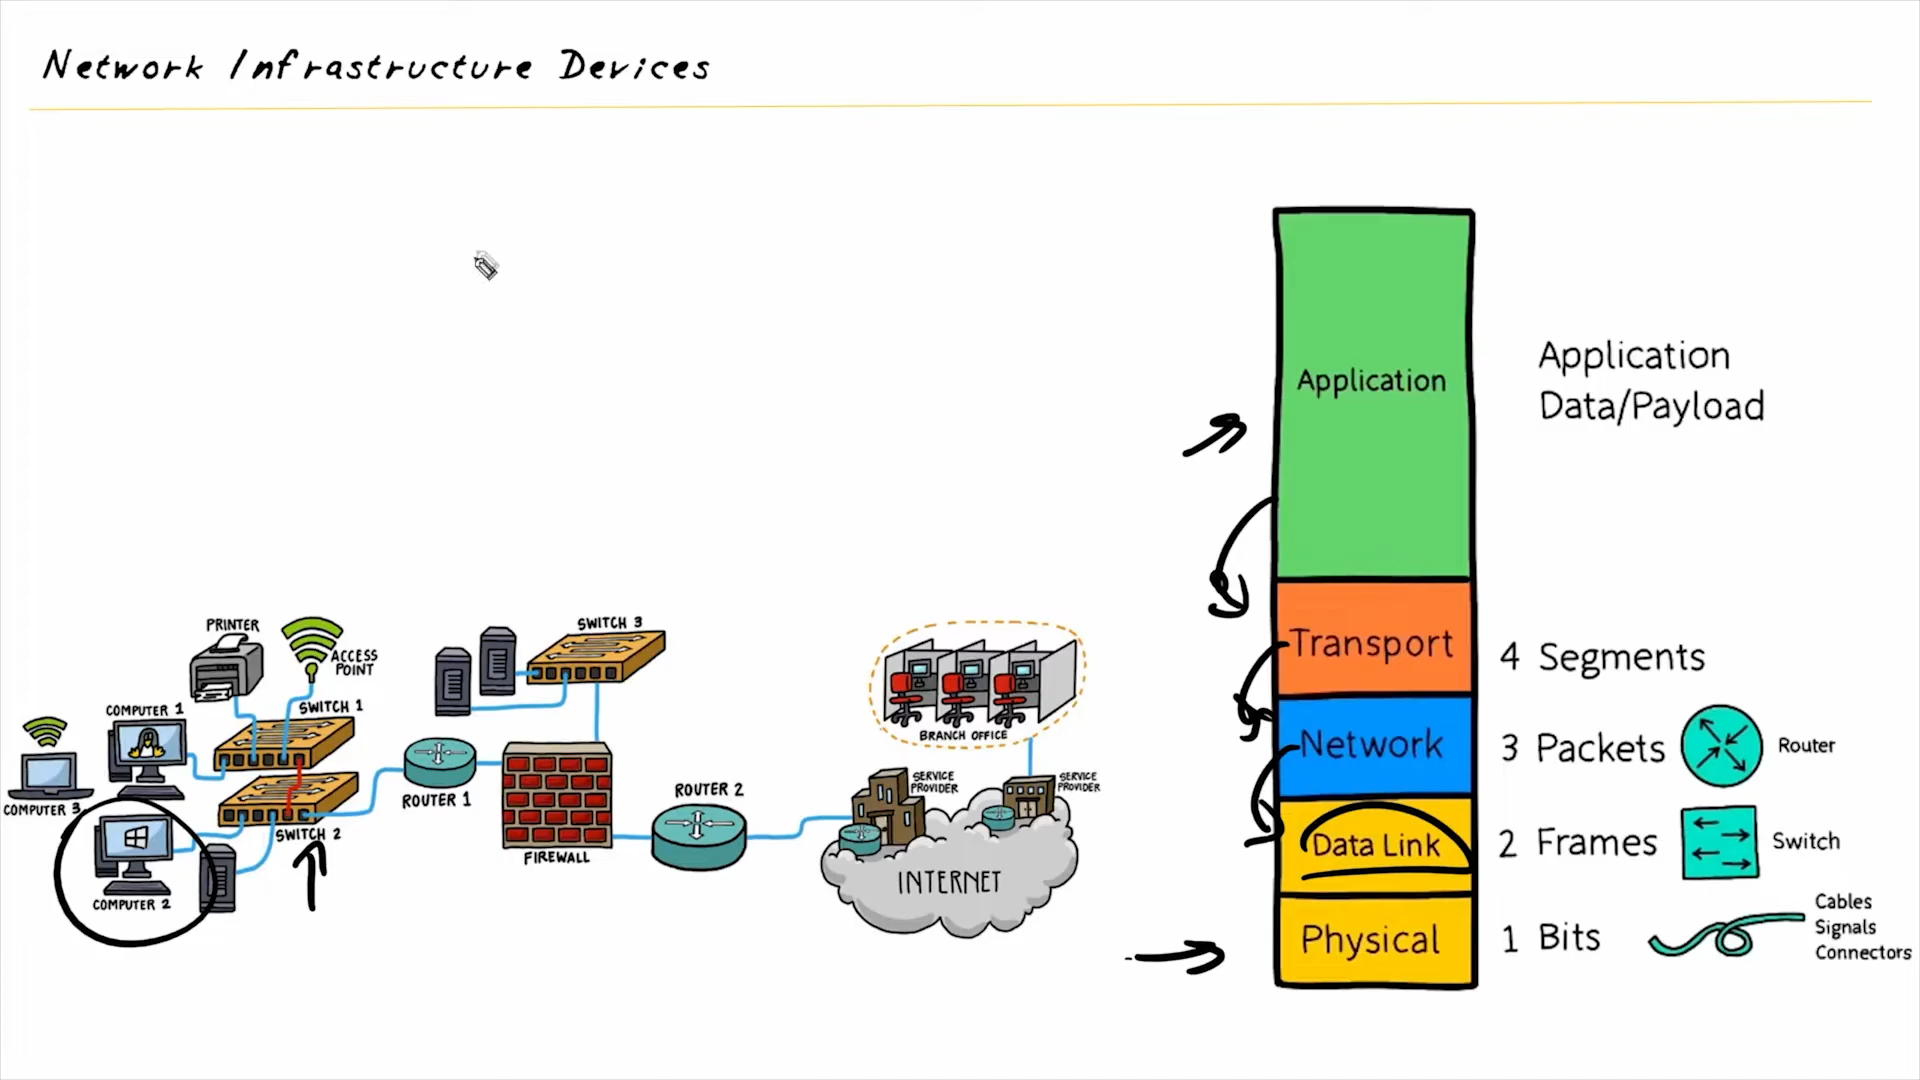 Network Infrastructure Devices
PRINTER
ACCESS
POINT
COMPUTER 1
SWITCH 1
COMPUTER 3
COMPUTER 2
SWITCH 2
ROUTER 1
SWITCH 3
FIREWALL
ROUTER 2
BRANCH OFFICE
SERVICE
PROVIDER
SERVICE
PROVIDER
INTERNET
Application
Application
Data/Payload
Transport
4 Segments
Network
3 Packets
Router
Data Link
2 Frames
Switch
Physical
1 Bits
Cables
Signals
Connectors